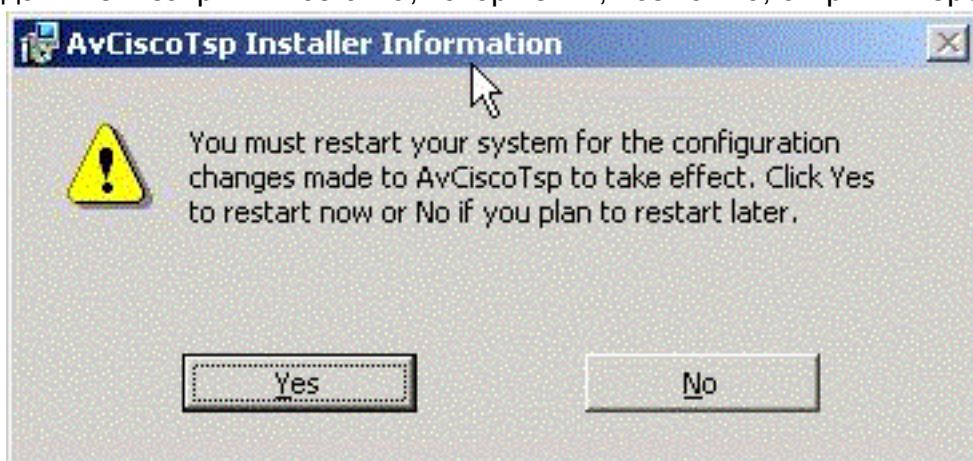 AvCiscoTsp Installer Information
You must restart your system for the configuration
changes made to AvCiscoTsp to take effect. Click Yes
to restart now or No if you plan to restart later.
Yes
No